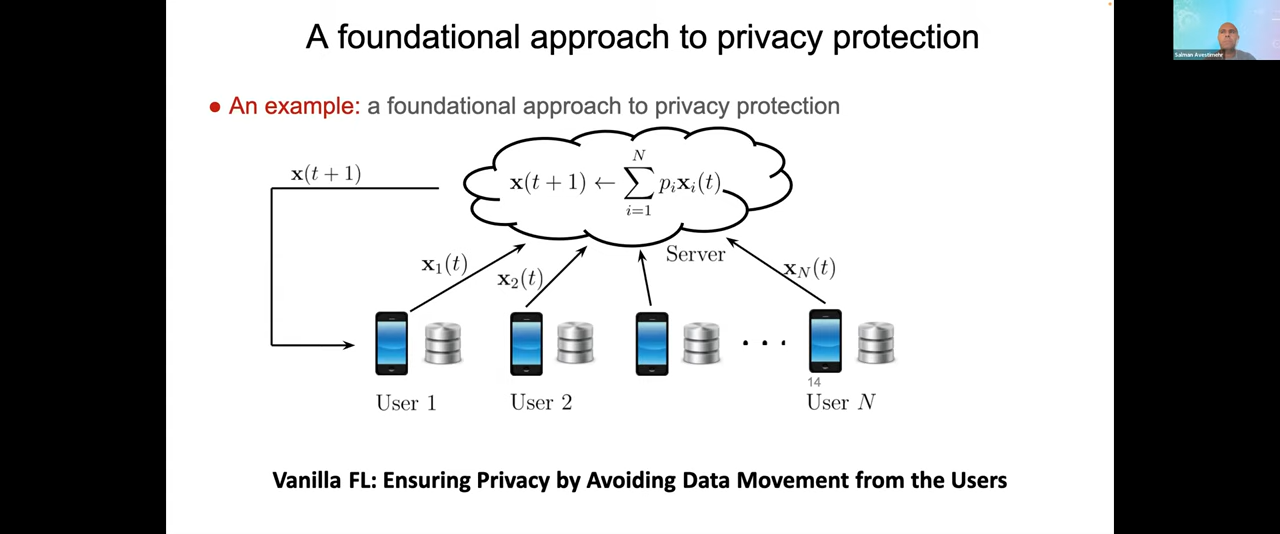 A foundational approach to privacy protection
Salman Avestimehr
● An example: a foundational approach to privacy protection
x(t + 1)
x(t + 1) ← ∑_{i=1}^{N} p_i x_i(t)
Server
x_1(t)
x_2(t)
x_N(t)
. . .
14
User 1
User 2
User N
Vanilla FL: Ensuring Privacy by Avoiding Data Movement from the Users